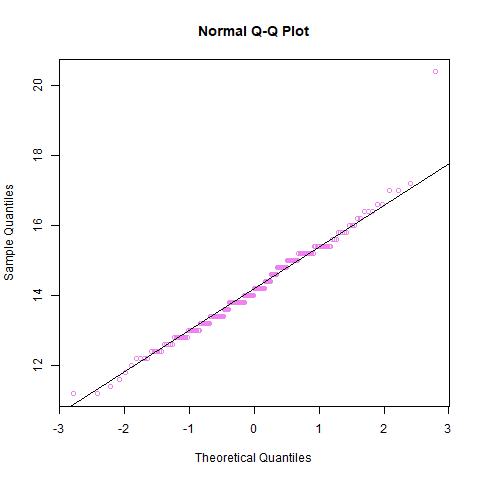 Normal Q-Q Plot
20
18
16
14
12
Sample Quantiles
-3 -2 -1 0 1 2 3
Theoretical Quantiles